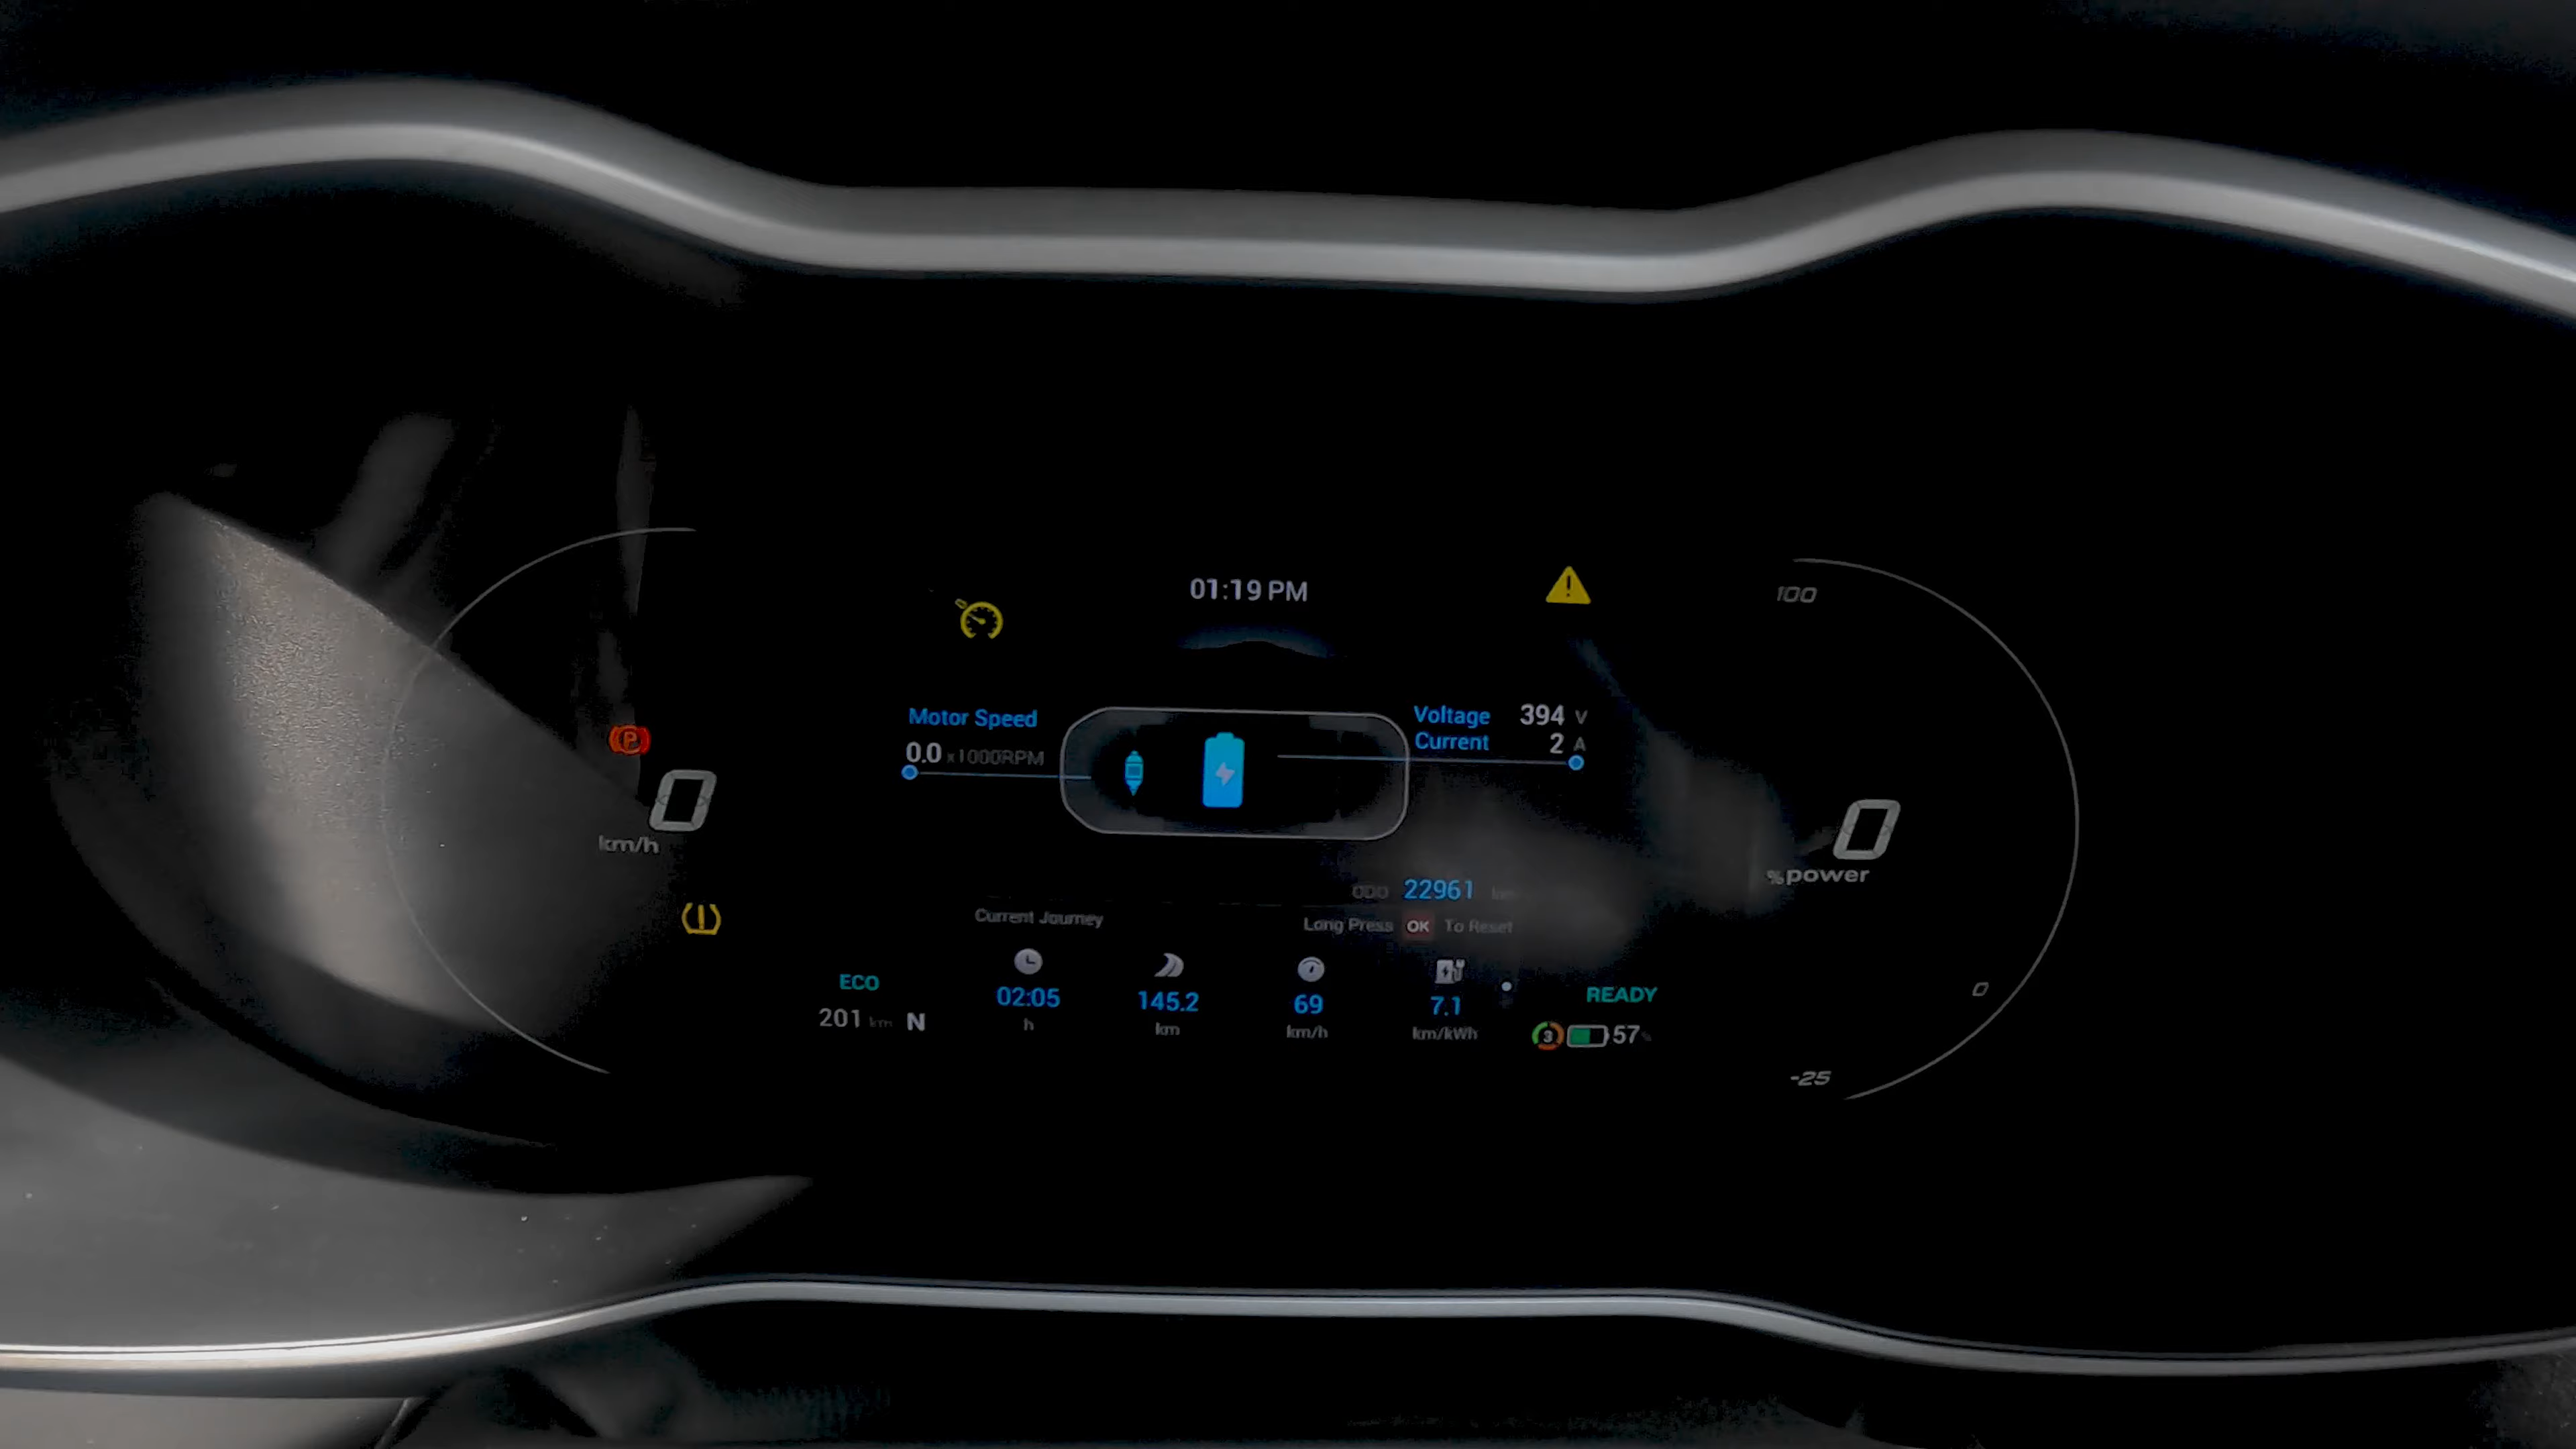 01:19 PM
100
Motor Speed
0.0 x1000RPM
Voltage 394 V
Current 2 A
P
0
km/h
0
%power
ODO 22961 km
Current Journey
Long Press OK To Reset
ECO
201 km N
02:05
h
145.2
km
69
km/h
7.1
km/kWh
READY
3 57%
0
-25